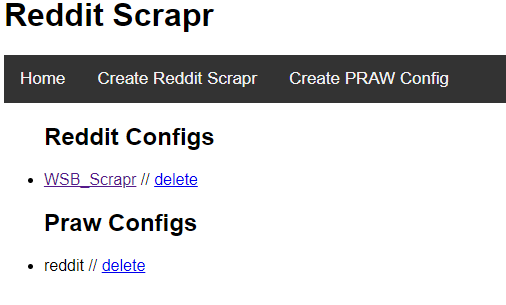 Reddit Scrapr
Home Create Reddit Scrapr Create PRAW Config
Reddit Configs
WSB_Scrapr // delete
Praw Configs
reddit // delete